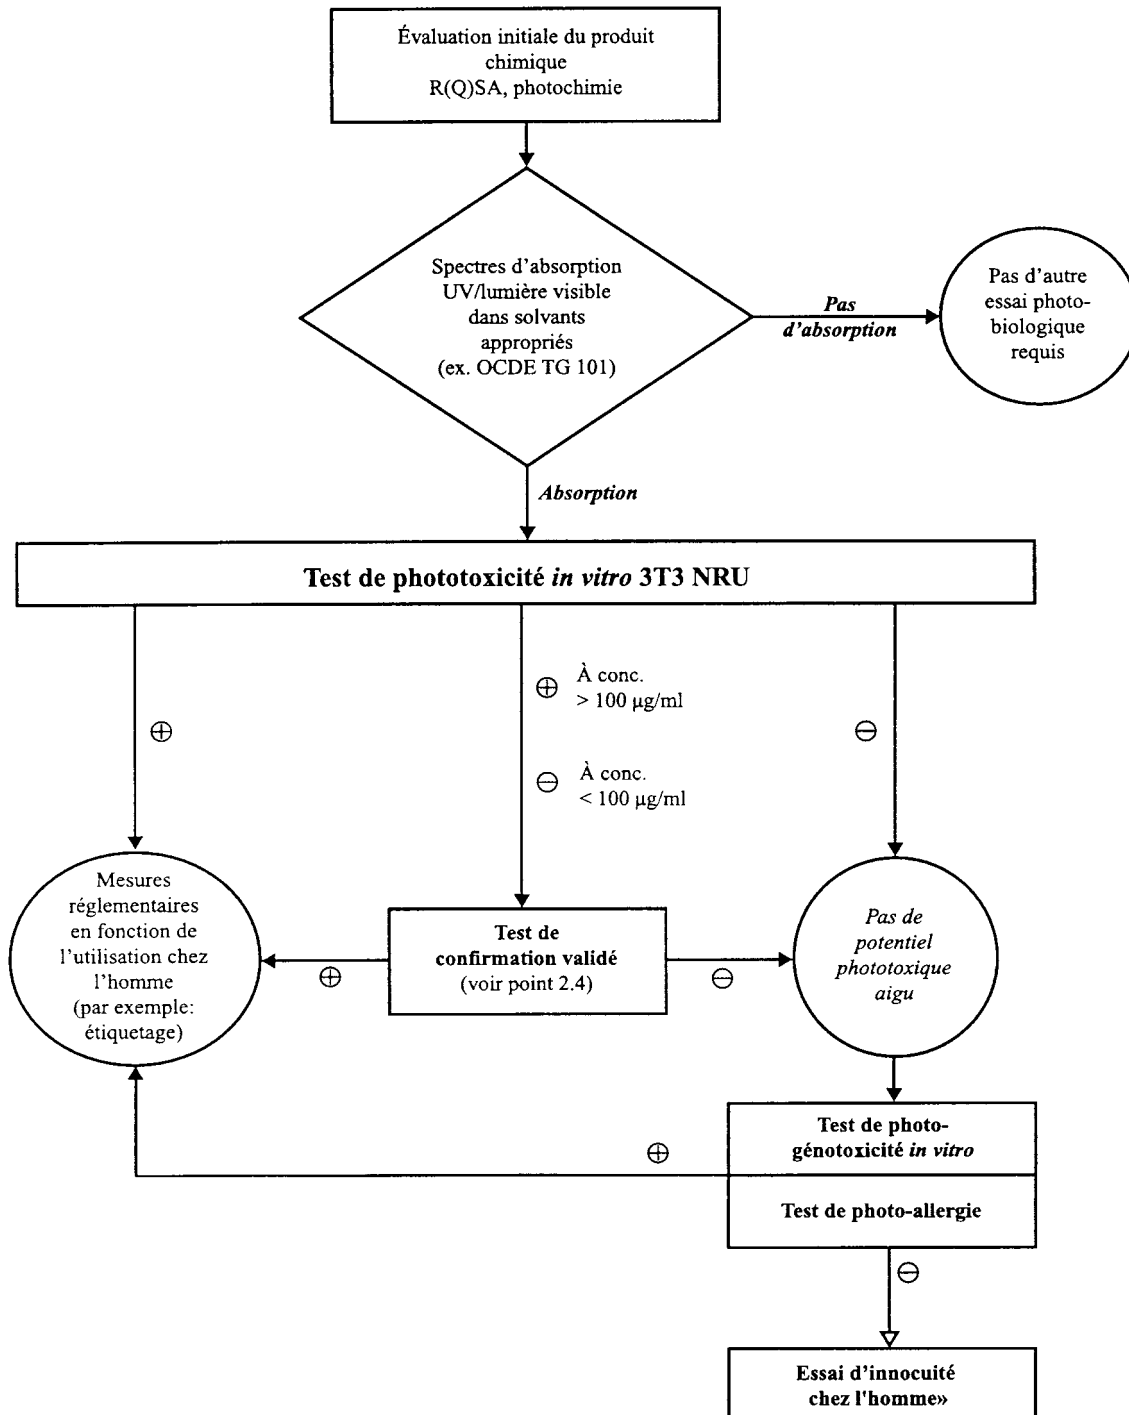 Évaluation initiale du produit
chimique
R(Q)SA, photochimie
Spectres d'absorption
UV/lumière visible
dans solvants
appropriés
(ex. OCDE TG 101)
Pas
d'absorption
Pas d'autre
essai photo-
biologique
requis
Absorption
Test de phototoxicité in vitro 3T3 NRU
⊕
⊕ À conc.
> 100 µg/ml
⊖ À conc.
< 100 µg/ml
⊖
Mesures
réglementaires
en fonction de
l'utilisation chez
l'homme
(par exemple:
étiquetage)
⊕
Test de
confirmation validé
(voir point 2.4)
⊖
Pas de
potentiel
phototoxique
aigu
Test de photo-
génotoxicité in vitro
⊕
Test de photo-allergie
⊖
Essai d'innocuité
chez l'homme»